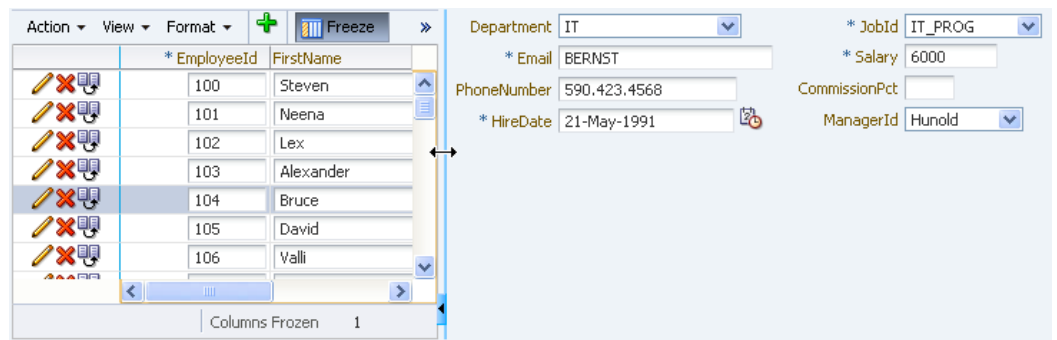 Action View Format Freeze »
* EmployeeId FirstName
100 Steven
101 Neena
102 Lex
103 Alexander
104 Bruce
105 David
106 Valli
Columns Frozen 1
Department IT
* Email BERNST
PhoneNumber 590.423.4568
* HireDate 21-May-1991
* JobId IT_PROG
* Salary 6000
CommissionPct
ManagerId Hunold